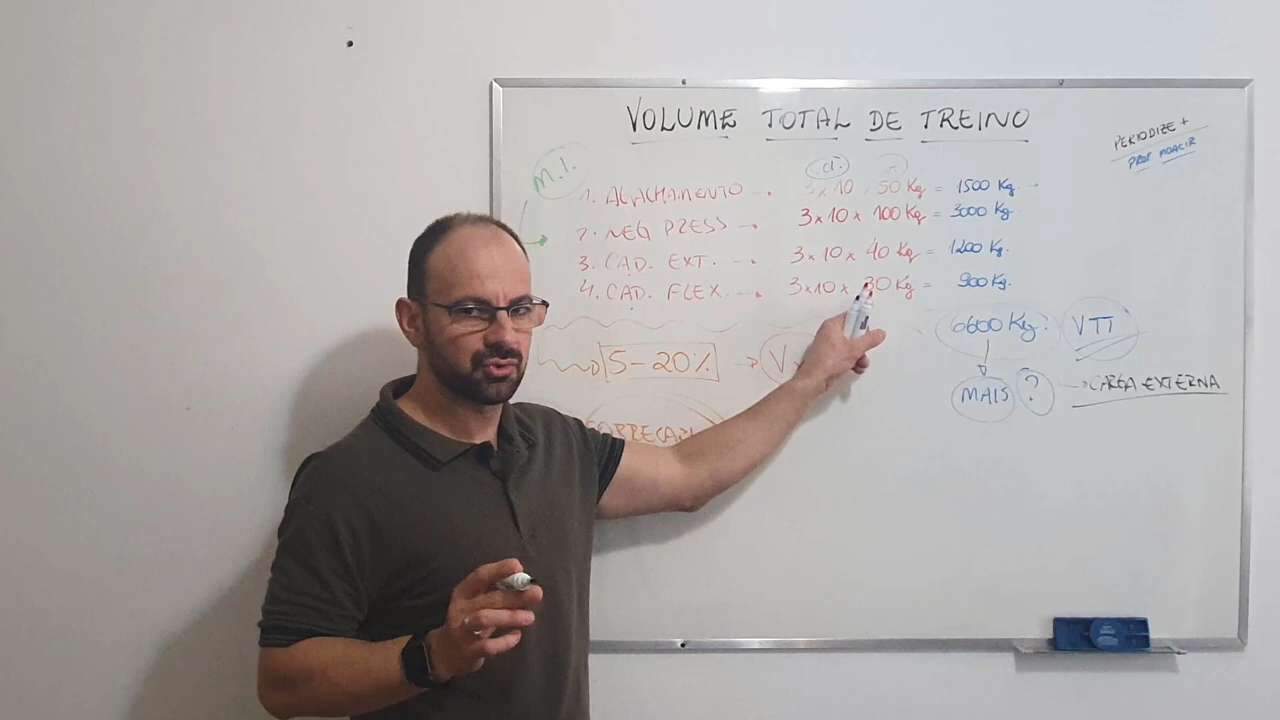 VOLUME TOTAL DE TREINO
PERIODIZE +
PROF. MOACIR
M.I.
1. AGACHAMENTO → 3x10 50 Kg = 1500 Kg
2. LEG PRESS → 3x10 x 100 Kg = 3000 Kg
3. CAD. EXT. → 3x10 x 40 Kg = 1200 Kg.
4. CAD. FLEX. → 3x10 x 30 Kg = 900 Kg.
6600 Kg. VTT
5-20% → V
MAIS ? → CARGA EXTERNA